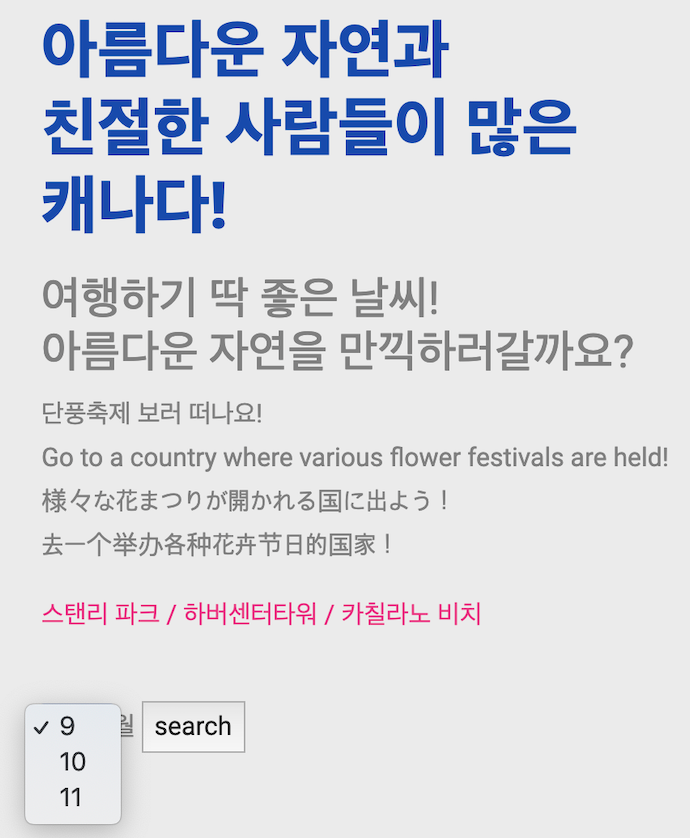 아름다운 자연과
친절한 사람들이 많은
캐나다!
여행하기 딱 좋은 날씨!
아름다운 자연을 만끽하러갈까요?
단풍축제 보러 떠나요!
Go to a country where various flower festivals are held!
様々な花まつりが開かれる国に出よう！
去一个举办各种花卉节日的国家！
스탠리 파크 / 하버센터타워 / 카칠라노 비치
✓ 9 월 search
10
11